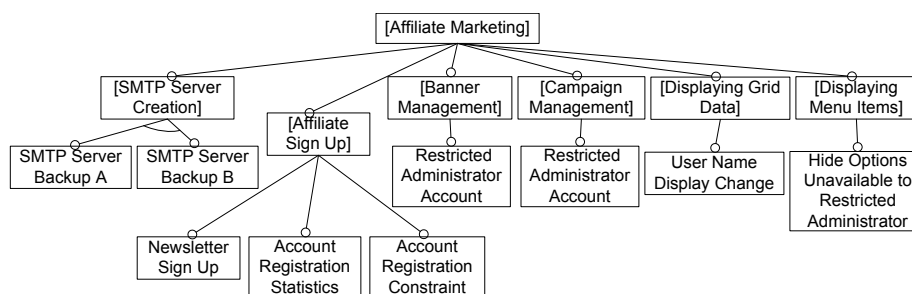 [Affiliate Marketing]
[SMTP Server
Creation]
[Affiliate
Sign Up]
[Banner
Management]
[Campaign
Management]
[Displaying Grid
Data]
[Displaying
Menu Items]
SMTP Server
Backup A
SMTP Server
Backup B
Restricted
Administrator
Account
Restricted
Administrator
Account
User Name
Display Change
Hide Options
Unavailable to
Restricted
Administrator
Newsletter
Sign Up
Account
Registration
Statistics
Account
Registration
Constraint